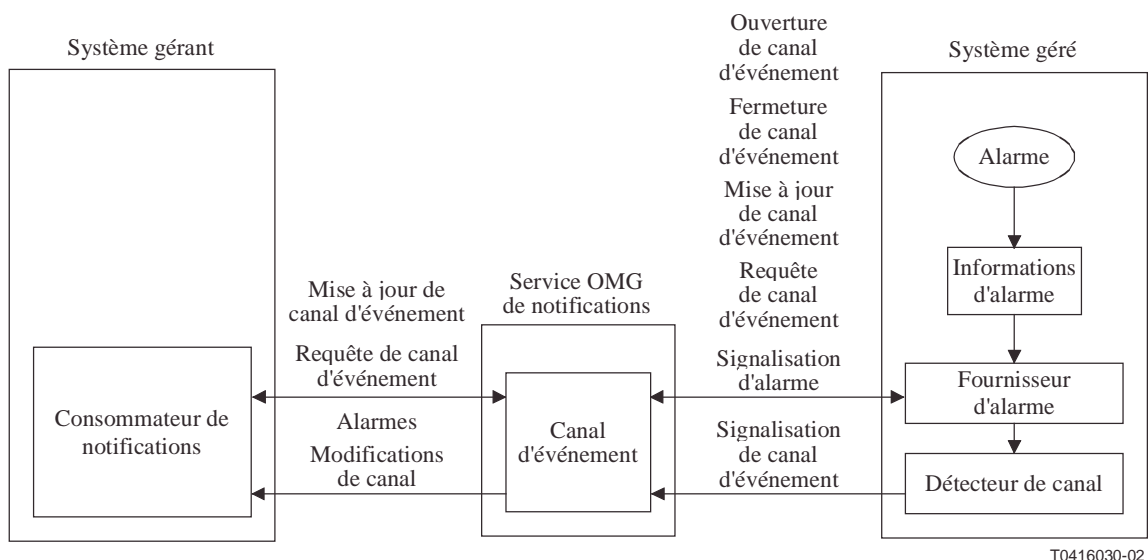 Système gérant
Consommateur de
notifications
Mise à jour de
canal d'événement
Requête de canal
d'événement
Alarmes
Modifications
de canal
Service OMG
de notifications
Canal
d'événement
Ouverture
de canal
d'événement
Fermeture
de canal
d'événement
Mise à jour
de canal
d'événement
Requête
de canal
d'événement
Signalisation
d'alarme
Signalisation
de canal
d'événement
Système géré
Alarme
Informations
d'alarme
Fournisseur
d'alarme
Détecteur de canal
T0416030-02